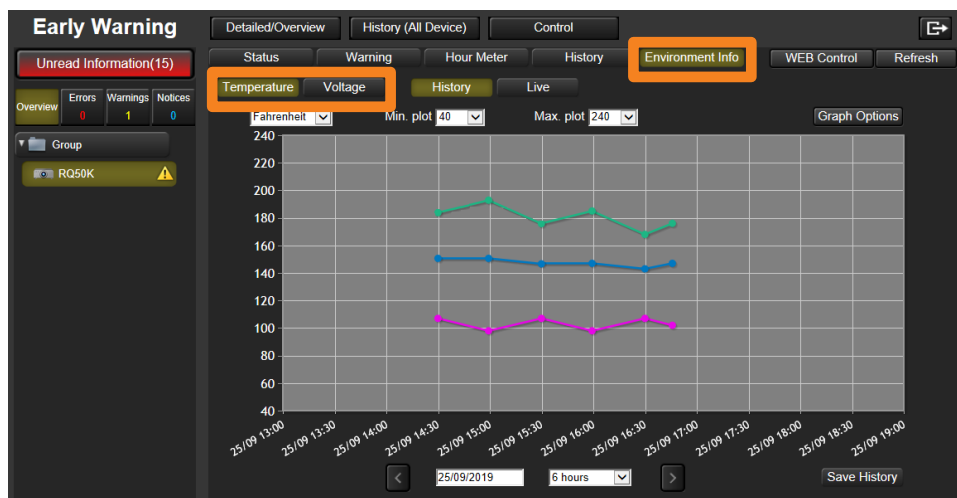 Early Warning
Detailed/Overview History (All Device) Control
Unread Information(15)
Status Warning Hour Meter History Environment Info WEB Control Refresh
Overview Errors 0 Warnings 1 Notices 0
Temperature Voltage History Live
Fahrenheit Min. plot 40 Max. plot 240 Graph Options
Group
RQ50K
240
220
200
180
160
140
120
100
80
60
40
25/09 13:00 25/09 13:30 25/09 14:00 25/09 14:30 25/09 15:00 25/09 15:30 25/09 16:00 25/09 16:30 25/09 17:00 25/09 17:30 25/09 18:00 25/09 18:30 25/09 19:00
< 25/09/2019 6 hours > Save History